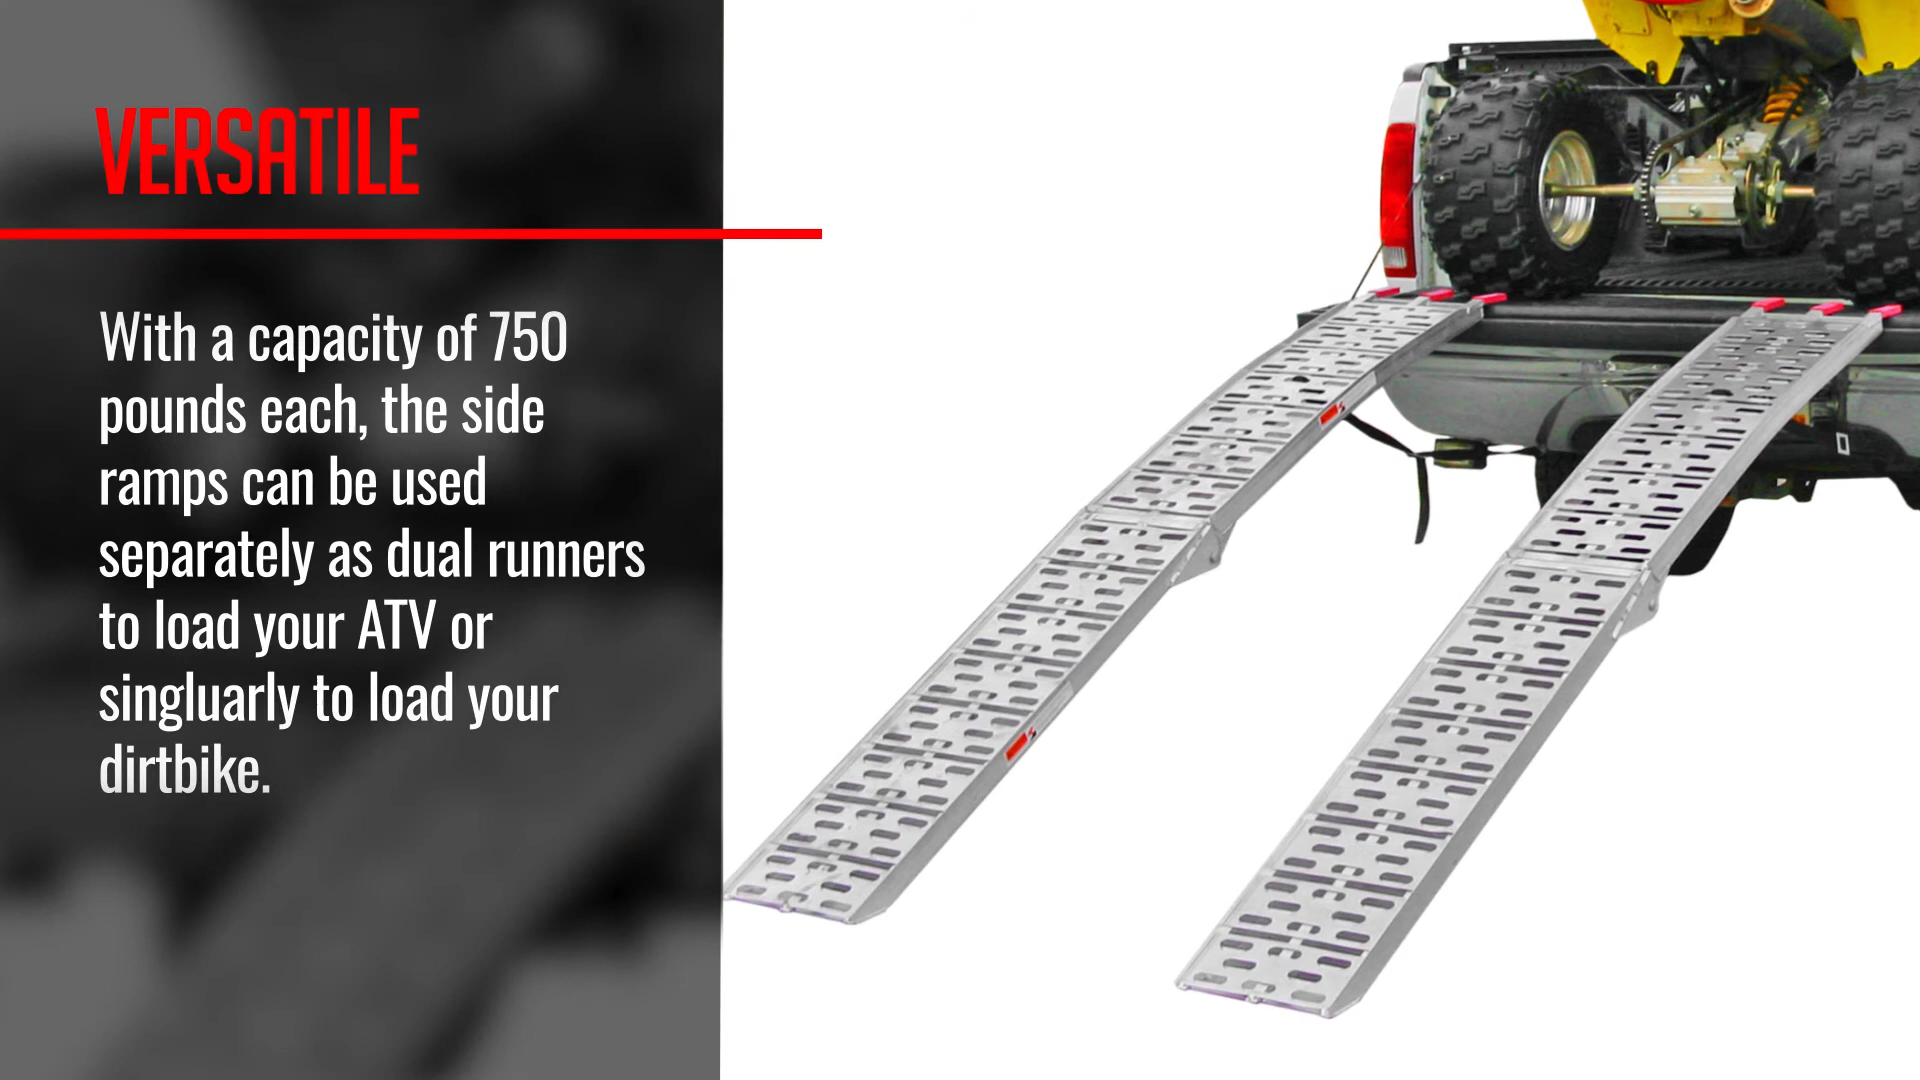 VERSATILE
With a capacity of 750
pounds each, the side
ramps can be used
separately as dual runners
to load your ATV or
singluarly to load your
dirtbike.